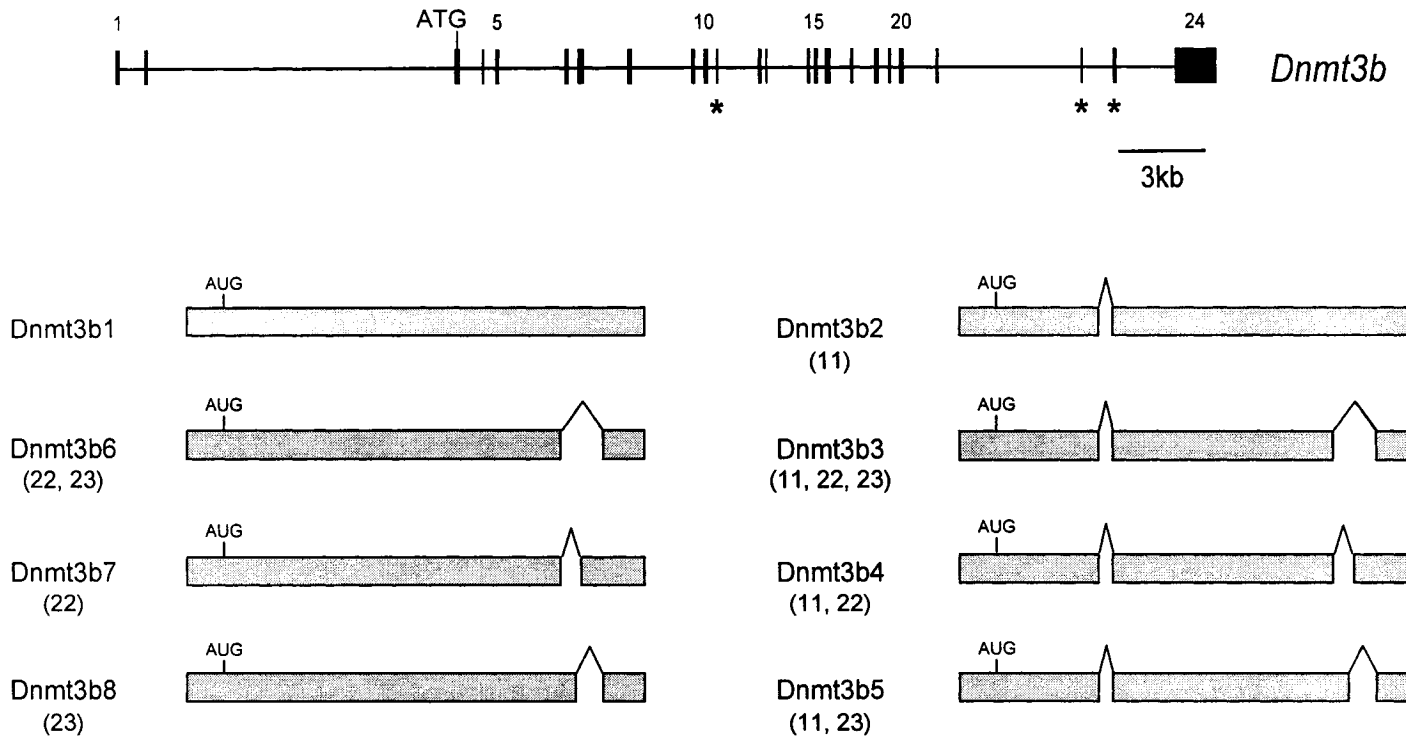 1 ATG 5 10 15 20 24
Dnmt3b
* * *
3kb
AUG AUG
Dnmt3b1 Dnmt3b2
(11)
AUG AUG
Dnmt3b6 Dnmt3b3
(22, 23) (11, 22, 23)
AUG AUG
Dnmt3b7 Dnmt3b4
(22) (11, 22)
AUG AUG
Dnmt3b8 Dnmt3b5
(23) (11, 23)